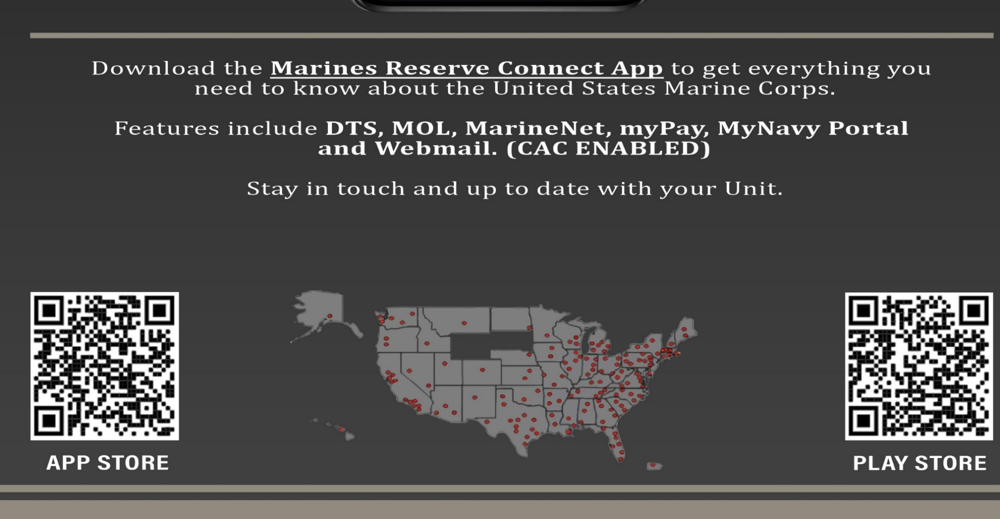 Download the Marines Reserve Connect App to get everything you
need to know about the United States Marine Corps.
Features include DTS, MOL, MarineNet, myPay, MyNavy Portal
and Webmail. (CAC ENABLED)
Stay in touch and up to date with your Unit.
APP STORE
PLAY STORE